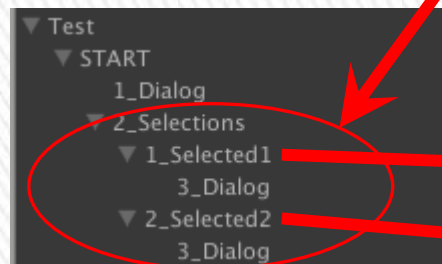 Test
START
1_Dialog
2_Selections
1_Selected1
3_Dialog
2_Selected2
3_Dialog